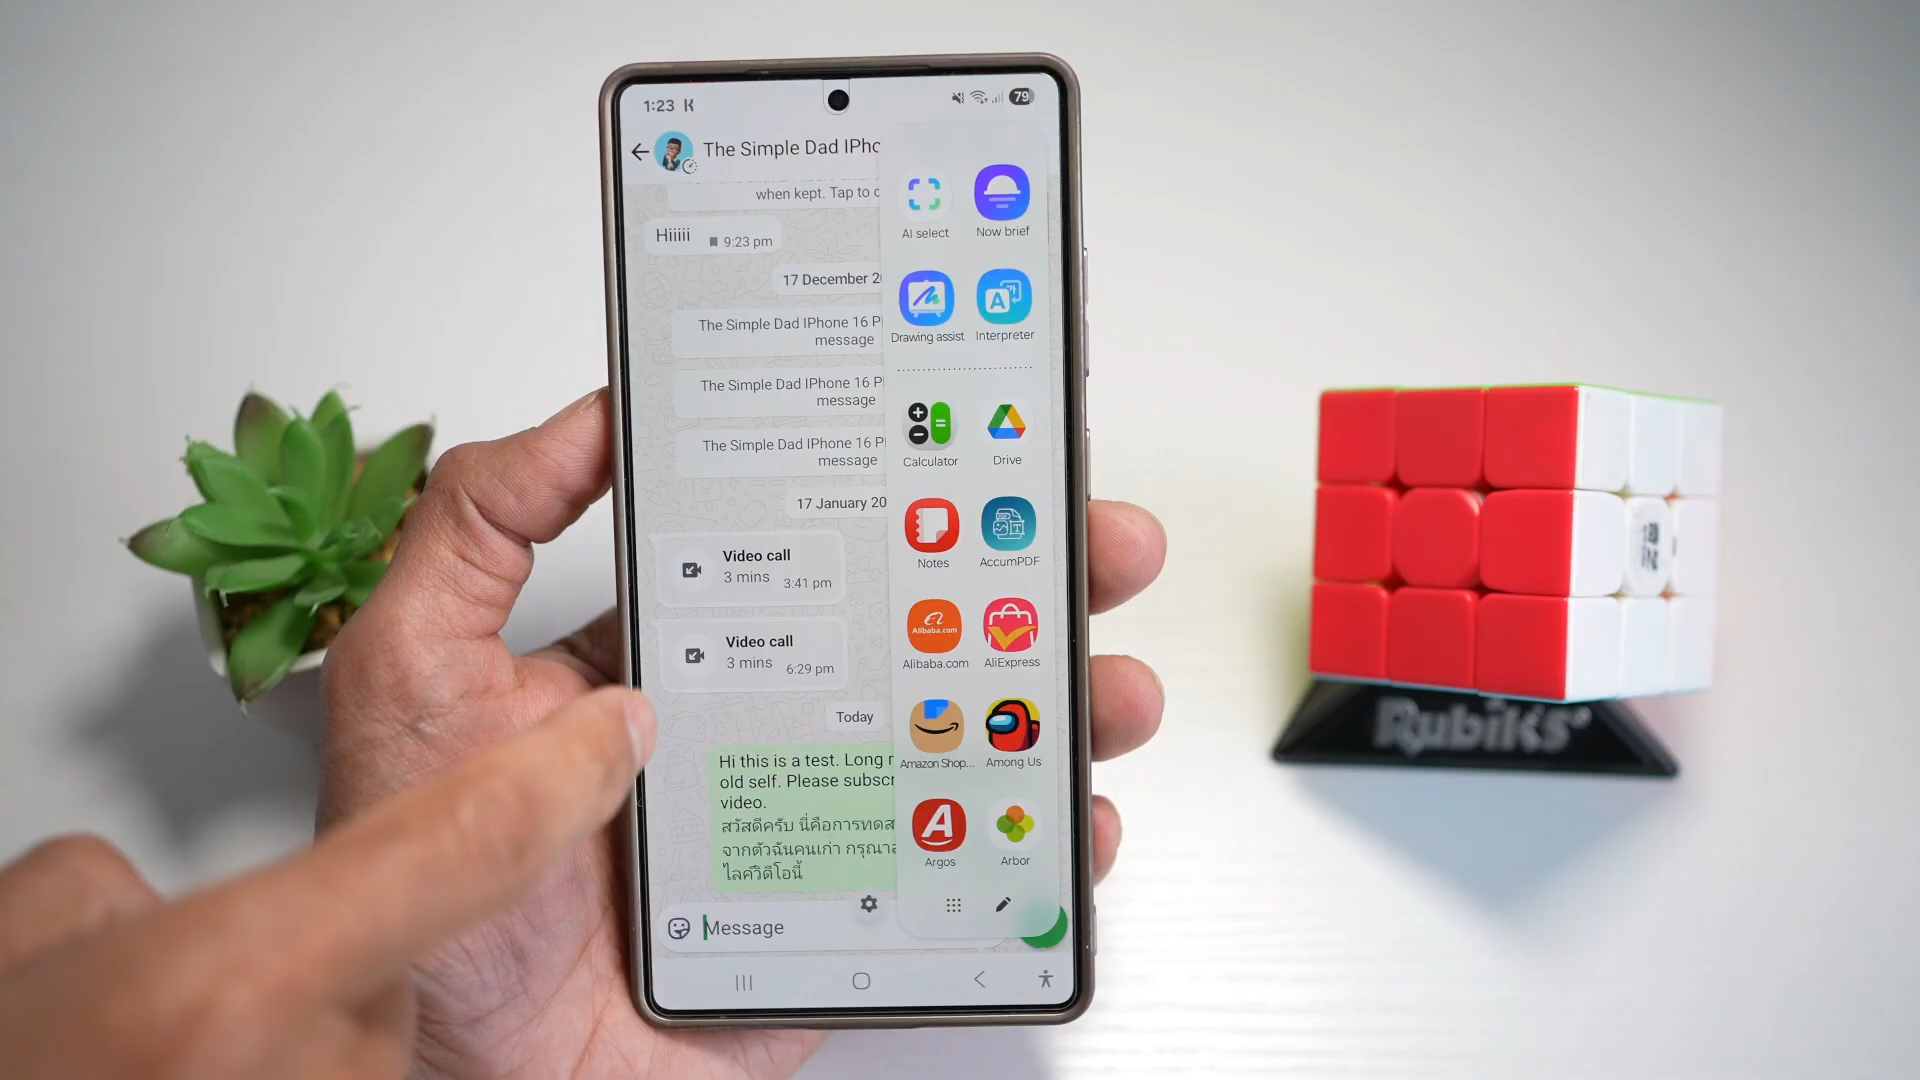 1:23
79
The Simple Dad IPho
when kept. Tap to
Hiiiii 9:23 pm
17 December 2
The Simple Dad IPhone 16 P
message
The Simple Dad IPhone 16 P
message
The Simple Dad IPhone 16 P
message
17 January 20
Video call
3 mins 3:41 pm
Video call
3 mins 6:29 pm
Today
Hi this is a test. Long
old self. Please subscr
video.
สวัสดีครับ นี่คือการทดส
จากตัวฉันคนเก่า กรุณาส
ไลค์วิดีโอนี้
Message
AI select Now brief
Drawing assist Interpreter
Calculator Drive
Notes AccumPDF
Alibaba.com
Alibaba.com AliExpress
Amazon Shop... Among Us
Argos Arbor
Rubik's